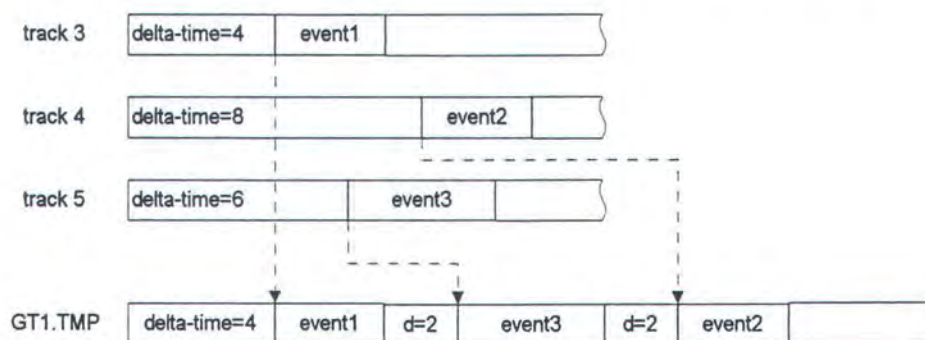 track 3 delta-time=4 event1
track 4 delta-time=8 event2
track 5 delta-time=6 event3
GT1.TMP delta-time=4 event1 d=2 event3 d=2 event2